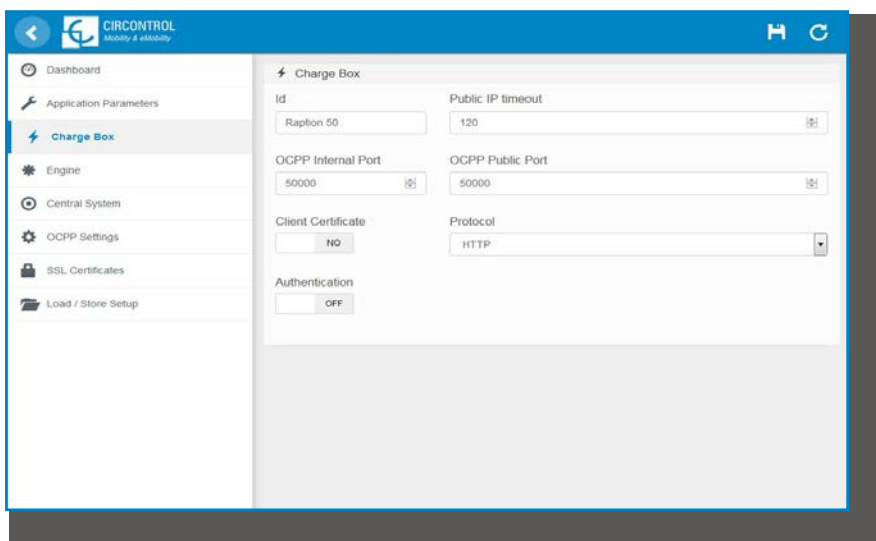 CIRCONTROL
Mobility & eMobility
Dashboard
Application Parameters
Charge Box
Engine
Central System
OCPP Settings
SSL Certificates
Load / Store Setup
Charge Box
Id
Public IP timeout
Raption 50
120
OCPP Internal Port
OCPP Public Port
50000
50000
Client Certificate
Protocol
NO
HTTP
Authentication
OFF